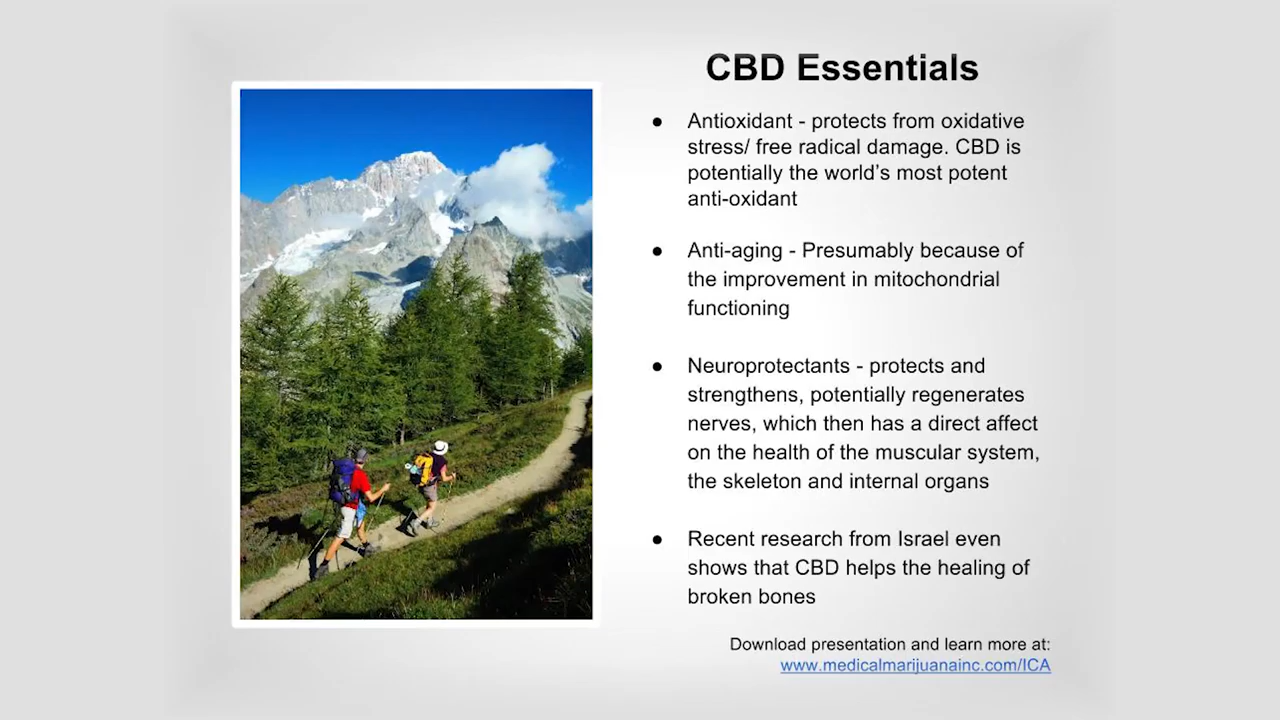 CBD Essentials
● Antioxidant - protects from oxidative
stress/ free radical damage. CBD is
potentially the world's most potent
anti-oxidant
● Anti-aging - Presumably because of
the improvement in mitochondrial
functioning
● Neuroprotectants - protects and
strengthens, potentially regenerates
nerves, which then has a direct affect
on the health of the muscular system,
the skeleton and internal organs
● Recent research from Israel even
shows that CBD helps the healing of
broken bones
Download presentation and learn more at:
www.medicalmarijuanainc.com/ICA